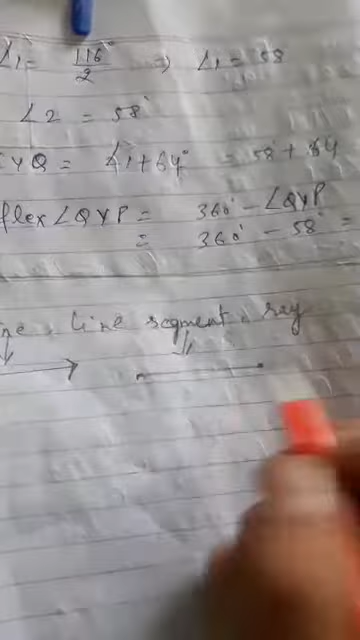 ∠1 = 116°/2 ⇒ ∠1 = 58
∠2 = 58°
YQ = ∠1 + 64° = 58° + 64
flex ∠QYP = 360° - ∠QYP
= 360° - 58° =
ne, line segment, ray